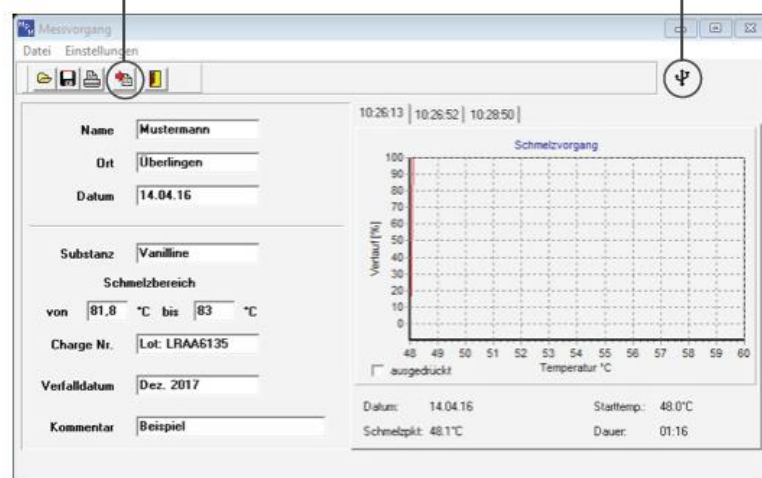 Messvorgang
Datei Einstellungen
Name Mustermann
Ort Überlingen
Datum 14.04.16
Substanz Vanilline
Schmelzbereich
von 81,8 °C bis 83 °C
Charge Nr. Lot: LRAA6135
Verfalldatum Dez. 2017
Kommentar Beispiel
10:26:13 10:26:52 10:28:50
Schmelzvorgang
Verlauf [%]
100
90
80
70
60
50
40
30
20
10
0
48 49 50 51 52 53 54 55 56 57 58 59 60
Temperatur °C
ausgedrückt
Datum: 14.04.16 Starttemp.: 48.0°C
Schmelzpkt: 48.1°C Dauer: 01:16